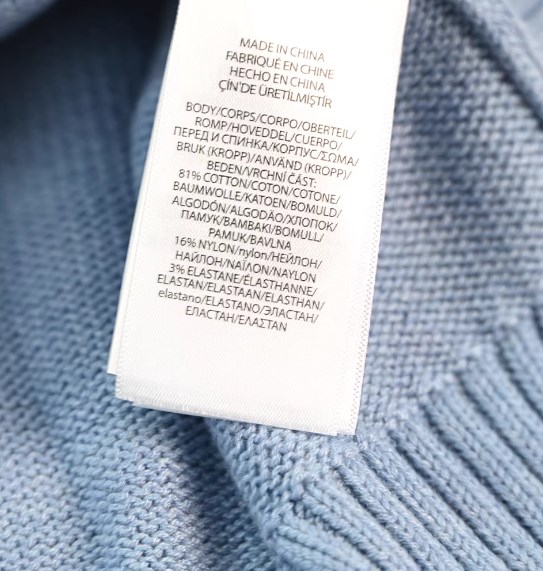 MADE IN CHINA
FABRIQUÉ EN CHINE
HECHO EN CHINA
ÇİN'DE ÜRETİLMİŞTİR
BODY/CORPS/CORPO/OBERTEIL/
ROMP/HOVEDDEL/CUERPO/
ПЕРЕД И СПИНКА/КОРПУС/ΣΩΜΑ/
BRUK (KROPP)/ANVÄND (KROPP)/
BEDEN/VRCHNÍ ČÁST:
81% COTTON/COTON/COTONE/
BAUMWOLLE/KATOEN/BOMULD/
ALGODÓN/ALGODÃO/ХЛОПОК/
ПАМУК/ΒΑΜΒΑΚΙ/BOMULL/
PAMUK/BAVLNA
16% NYLON/nylon/НЕЙЛОН/
НАЙЛОН/ΝΑΪΛΟΝ/NAYLON
3% ELASTANE/ÉLASTHANNE/
ELASTAN/ELASTAAN/ELASTHAN/
elastano/ELASTANO/ЭЛАСТАН/
ЕЛАСТАН/ΕΛΑΣΤΑΝ